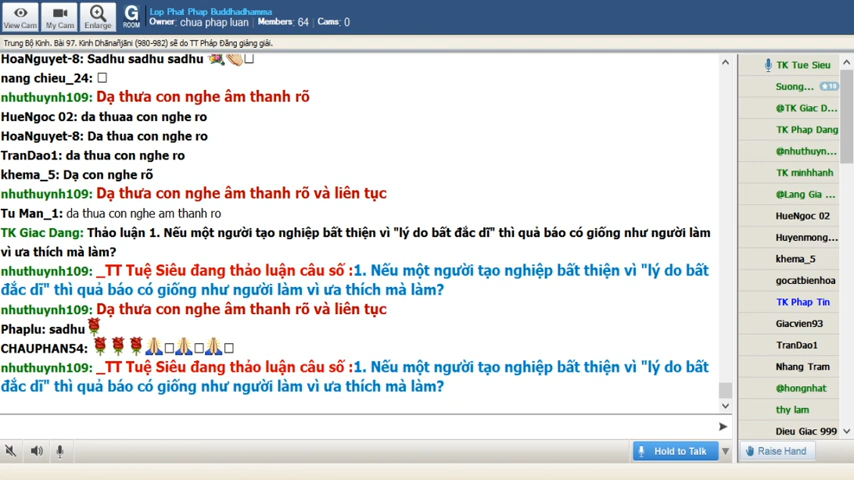 Lop Phat Phap Buddhadhamma
Owner: chua phap luan Members: 64 Cams: 0
View Cam
My Cam
Enlarge
G
ROOM
Trung Bộ Kinh. Bài 97. Kinh Dhānañjāni (980-982) sẽ do TT Pháp Đăng giảng giải.
HoaNguyet-8: Sadhu sadhu sadhu
nang chieu_24:
nhuthuynh109: Dạ thưa con nghe âm thanh rõ
HueNgoc 02: da thuaa con nghe ro
HoaNguyet-8: Da thua con nghe ro
TranDao1: da thua con nghe ro
khema_5: Dạ con nghe rõ
nhuthuynh109: Dạ thưa con nghe âm thanh rõ và liên tục
Tu Man_1: da thua con nghe am thanh ro
TK Giac Dang: Thảo luận 1. Nếu một người tạo nghiệp bất thiện vì "lý do bất đắc dĩ" thì quả báo có giống như người làm
vì ưa thích mà làm?
nhuthuynh109: _TT Tuệ Siêu đang thảo luận câu số :1. Nếu một người tạo nghiệp bất thiện vì "lý do bất
đắc dĩ" thì quả báo có giống như người làm vì ưa thích mà làm?
nhuthuynh109: Dạ thưa con nghe âm thanh rõ và liên tục
Phaplu: sadhu
CHAUPHAN54:
nhuthuynh109: _TT Tuệ Siêu đang thảo luận câu số :1. Nếu một người tạo nghiệp bất thiện vì "lý do bất
đắc dĩ" thì quả báo có giống như người làm vì ưa thích mà làm?
TK Tue Sieu
Suong... 18
@TK Giac D...
TK Phap Dang
@nhuthuyn...
TK minhhanh
@Lang Gia ...
HueNgoc 02
Huyenmong...
khema_5
gocatbienhoa
TK Phap Tin
Giacvien93
TranDao1
Nhang Tram
@hongnhat
thy lam
Dieu Giac 999
Hold to Talk
Raise Hand